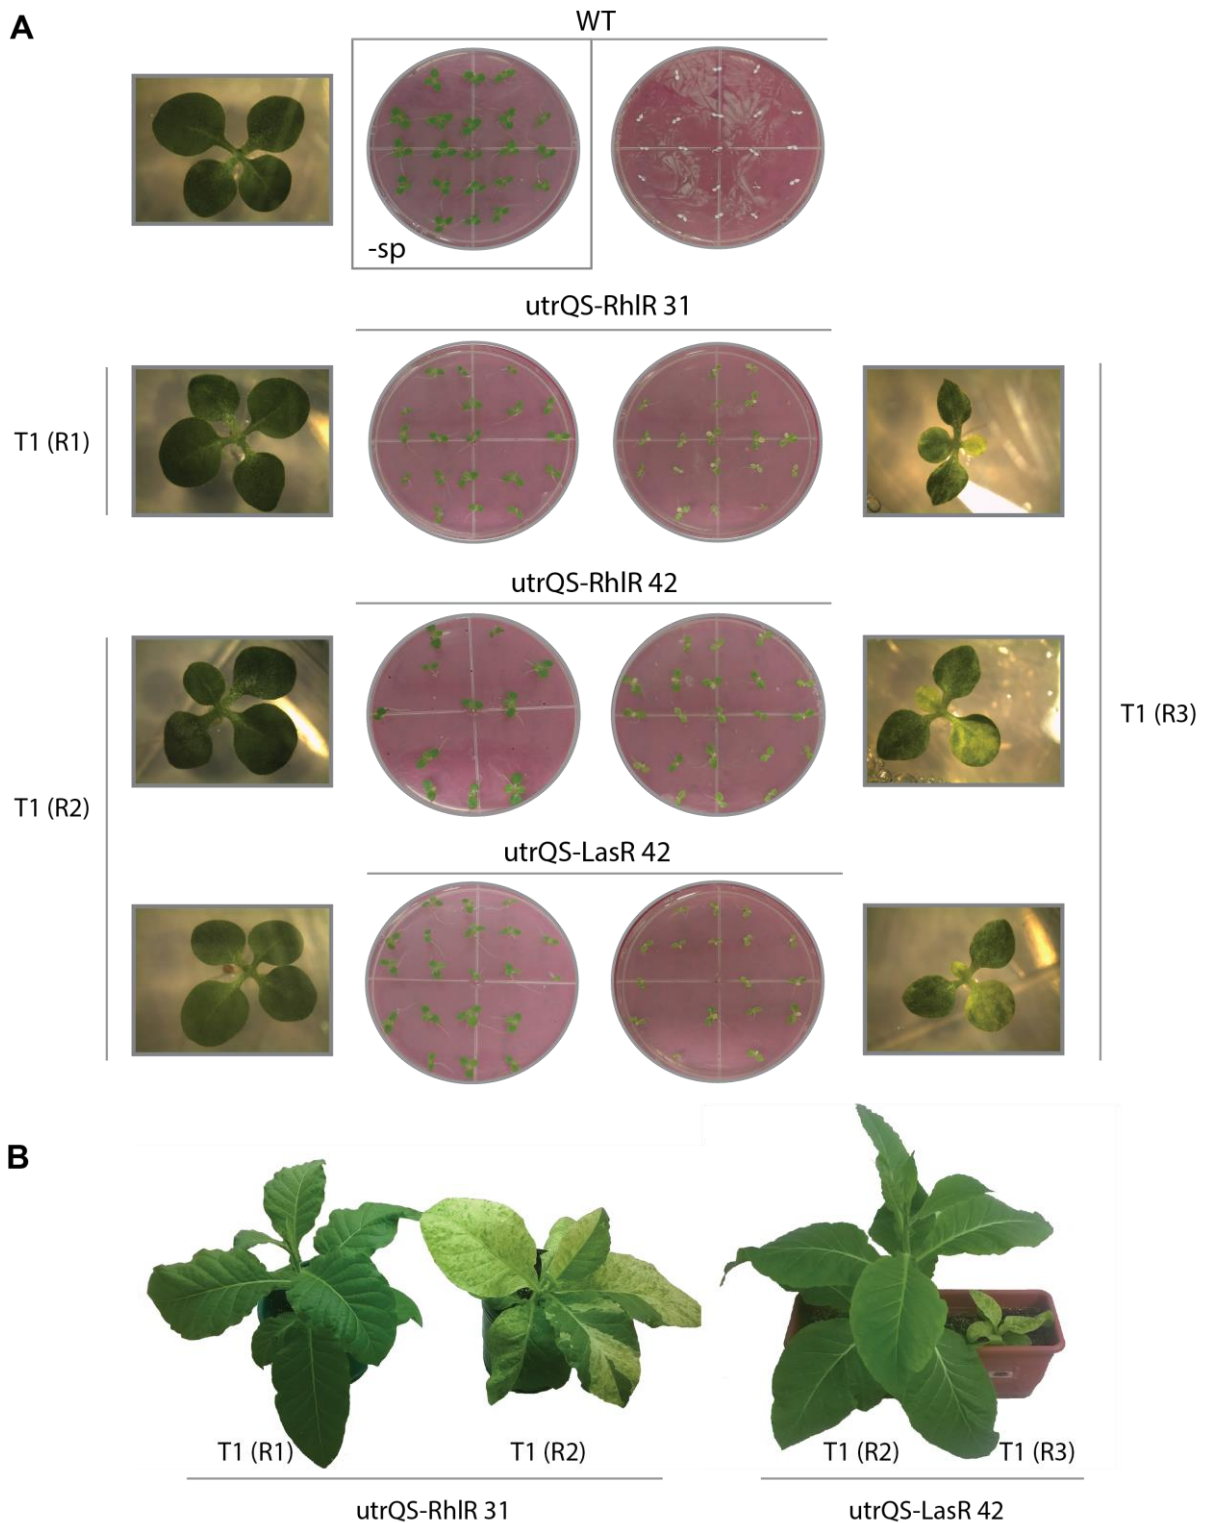 A
WT
-sp
utrQS-RhlR 31
T1 (R1)
utrQS-RhlR 42
T1 (R3)
T1 (R2)
utrQS-LasR 42
B
T1 (R1)
T1 (R2)
T1 (R2)
T1 (R3)
utrQS-RhlR 31
utrQS-LasR 42